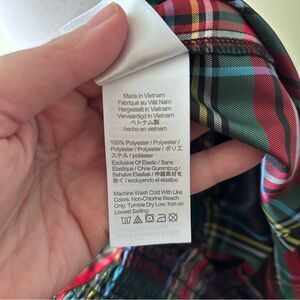 Made in Vietnam
Fabriqué au Viêt Nam
Hergestellt in Vietnam
Vervaardigd in Vietnam
ベトナム製
hecho en vietnam
100% Polyester / Polyester /
Polyester / Polyester / ポリエ
ステル / poliéster
Exclusive Of Elastic / Sans
Élastique / Ohne Gummizug /
Behalve Elastiek / 伸縮素材を
除く / excluyendo el elástico
Machine Wash Cold With Like
Colors. Non-Chlorine Bleach
Only. Tumble Dry Low. Iron on
Lowest Setting.